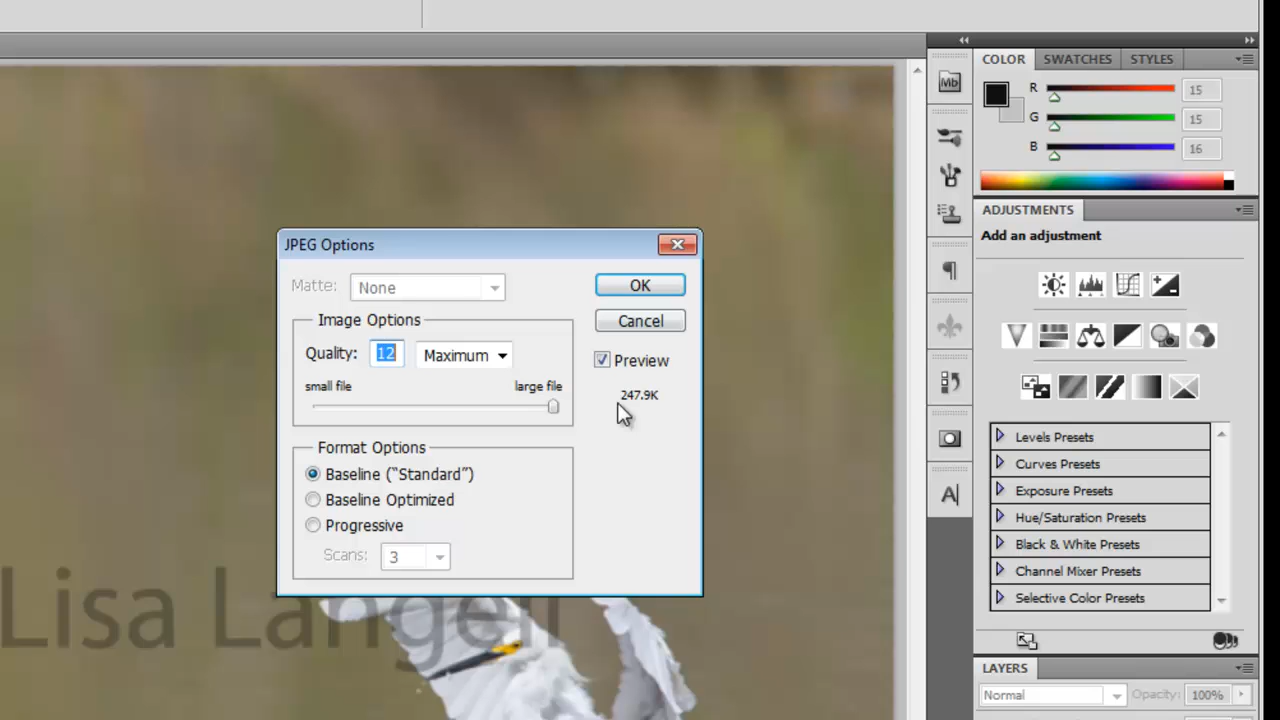 COLOR SWATCHES STYLES
Mb
R 15
G 15
B 16
ADJUSTMENTS
Add an adjustment
JPEG Options
Matte: None
OK
Image Options
Cancel
Quality: 12 Maximum
Preview
small file large file
247.9K
Format Options
Baseline ("Standard")
Baseline Optimized
Progressive
Scans: 3
A
Levels Presets
Curves Presets
Exposure Presets
Hue/Saturation Presets
Black & White Presets
Channel Mixer Presets
Selective Color Presets
Lisa Langell
LAYERS
Normal Opacity: 100%